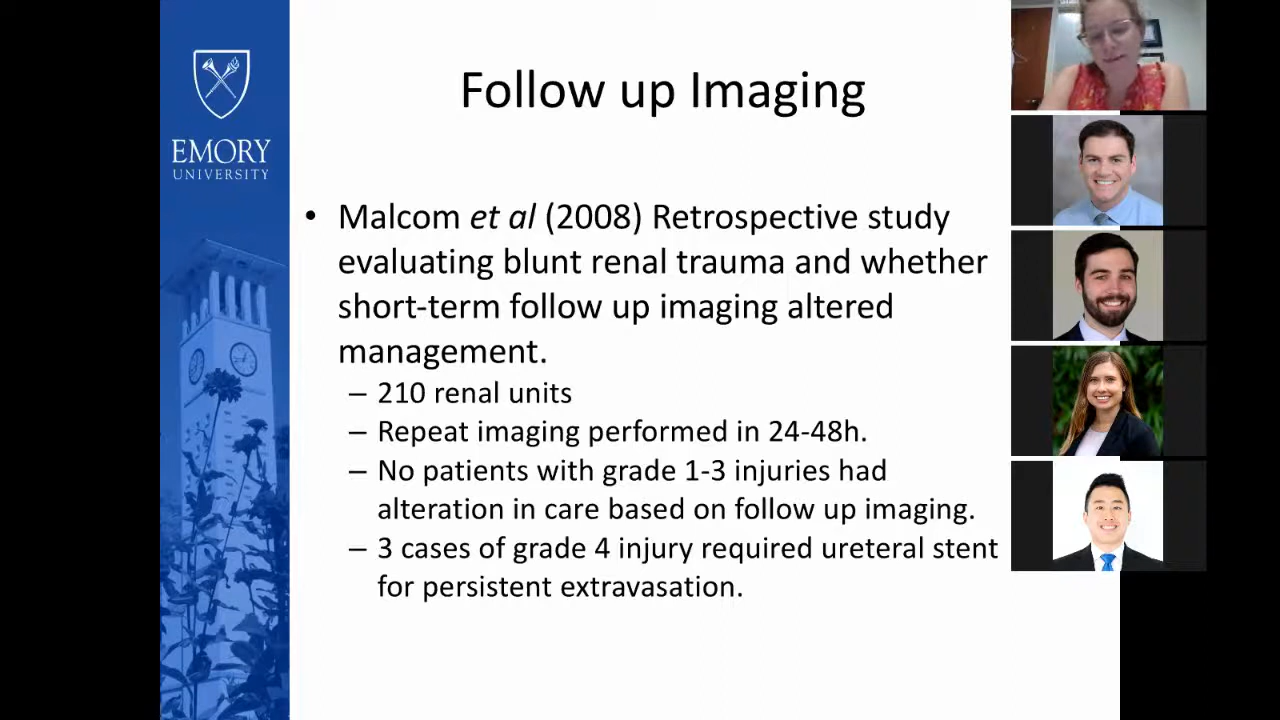 EMORY
UNIVERSITY
Follow up Imaging
• Malcom et al (2008) Retrospective study
evaluating blunt renal trauma and whether
short-term follow up imaging altered
management.
– 210 renal units
– Repeat imaging performed in 24-48h.
– No patients with grade 1-3 injuries had
alteration in care based on follow up imaging.
– 3 cases of grade 4 injury required ureteral stent
for persistent extravasation.